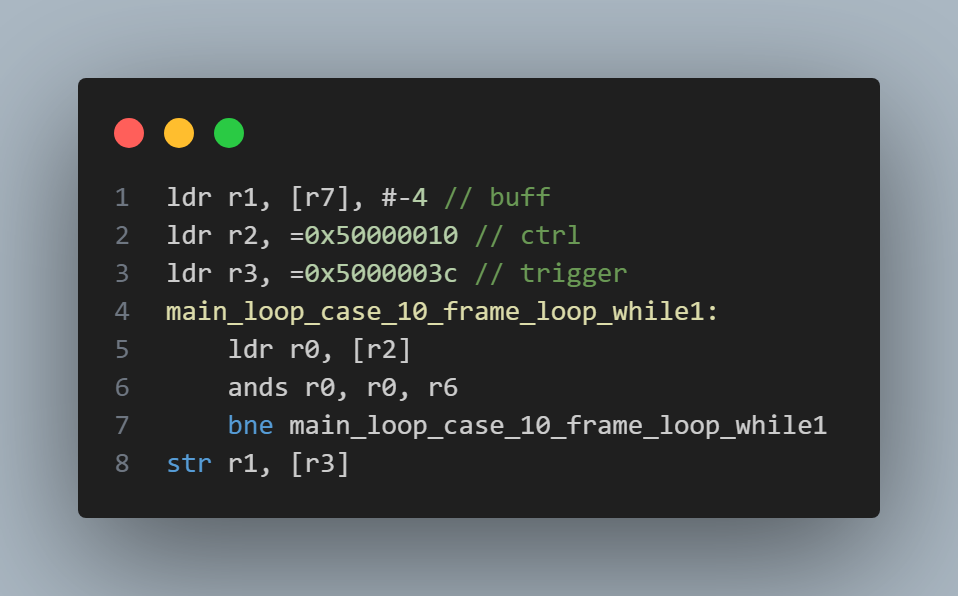 1 ldr r1, [r7], #-4 // buff
2 ldr r2, =0x50000010 // ctrl
3 ldr r3, =0x5000003c // trigger
4 main_loop_case_10_frame_loop_while1:
5     ldr r0, [r2]
6     ands r0, r0, r6
7     bne main_loop_case_10_frame_loop_while1
8 str r1, [r3]